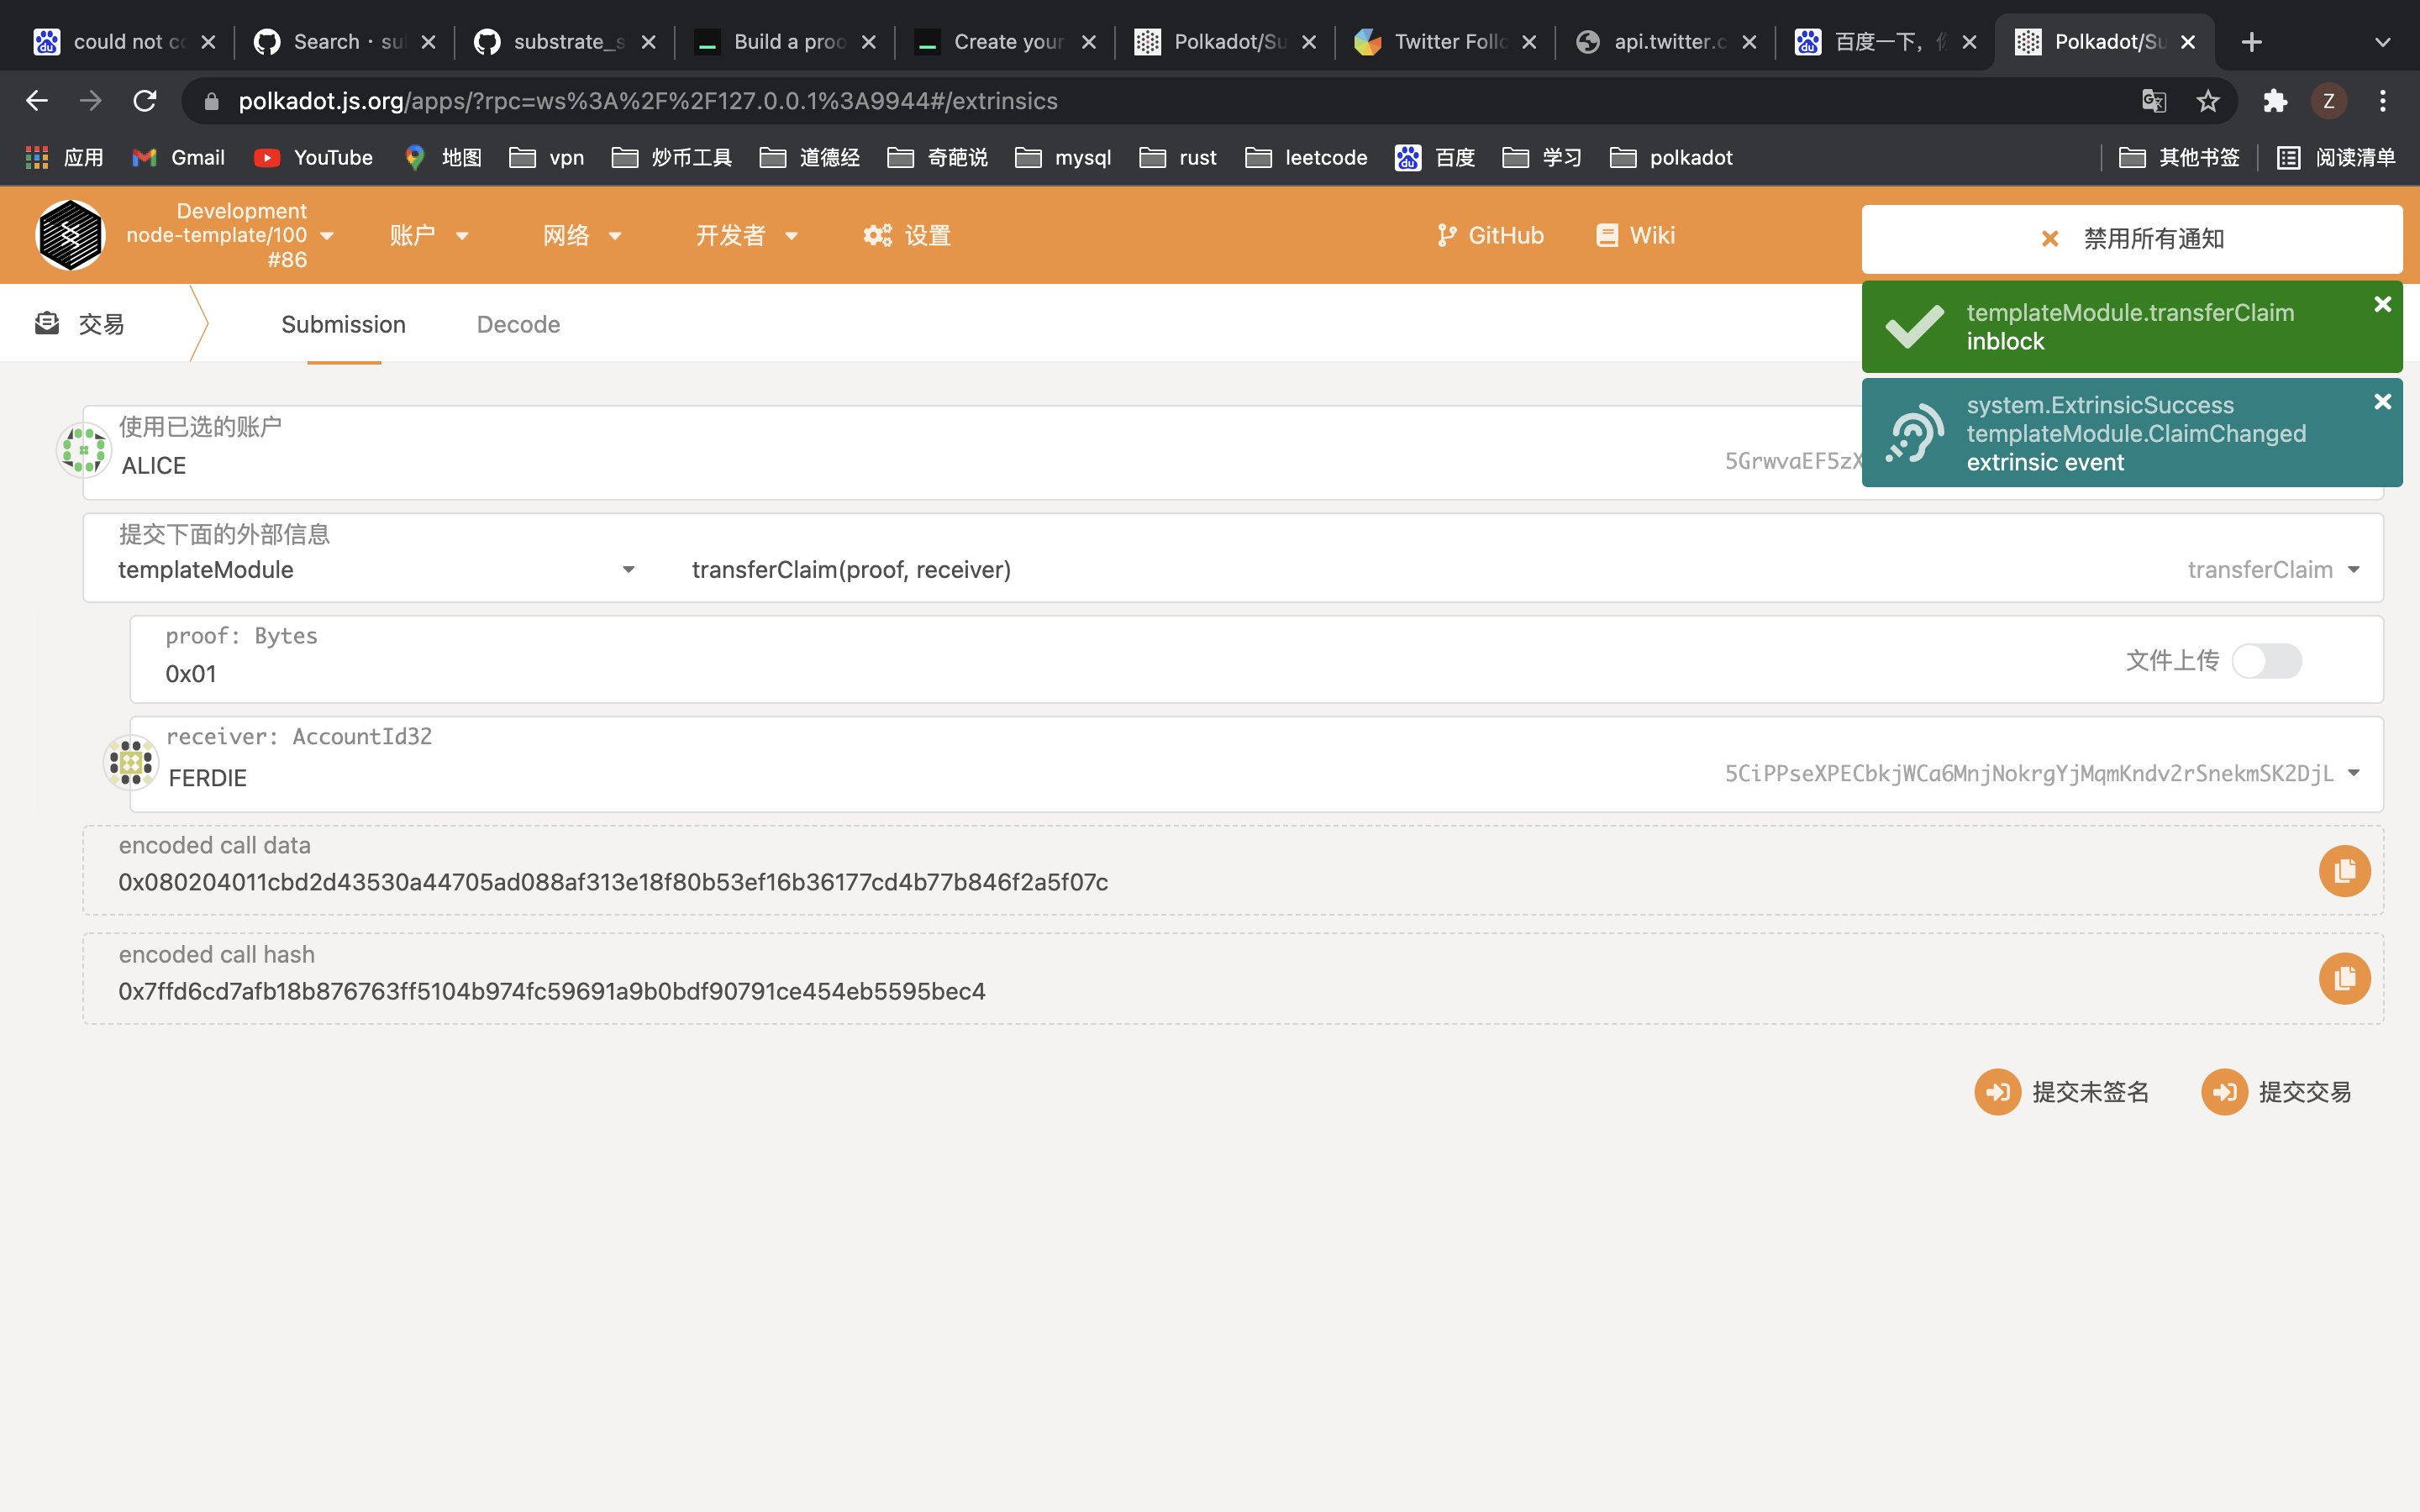 could not co
Search · su
substrate_s
Build a proo
Create your
Polkadot/Su
Twitter Follo
api.twitter.c
百度一下，你
Polkadot/Su
polkadot.js.org/apps/?rpc=ws%3A%2F%2F127.0.0.1%3A9944#/extrinsics
Z
应用
Gmail
YouTube
地图
vpn
炒币工具
道德经
奇葩说
mysql
rust
leetcode
百度
学习
polkadot
其他书签
阅读清单
Development
node-template/100
#86
账户
网络
开发者
设置
GitHub
Wiki
禁用所有通知
templateModule.transferClaim
inblock
system.ExtrinsicSuccess
templateModule.ClaimChanged
extrinsic event
交易
Submission
Decode
使用已选的账户
ALICE
5GrwvaEF5zX
提交下面的外部信息
templateModule
transferClaim(proof, receiver)
transferClaim
proof: Bytes
0x01
文件上传
receiver: AccountId32
FERDIE
5CiPPseXPECbkjWCa6MnjNokrgYjMqmKndv2rSnekmSK2DjL
encoded call data
0x080204011cbd2d43530a44705ad088af313e18f80b53ef16b36177cd4b77b846f2a5f07c
encoded call hash
0x7ffd6cd7afb18b876763ff5104b974fc59691a9b0bdf90791ce454eb5595bec4
提交未签名
提交交易